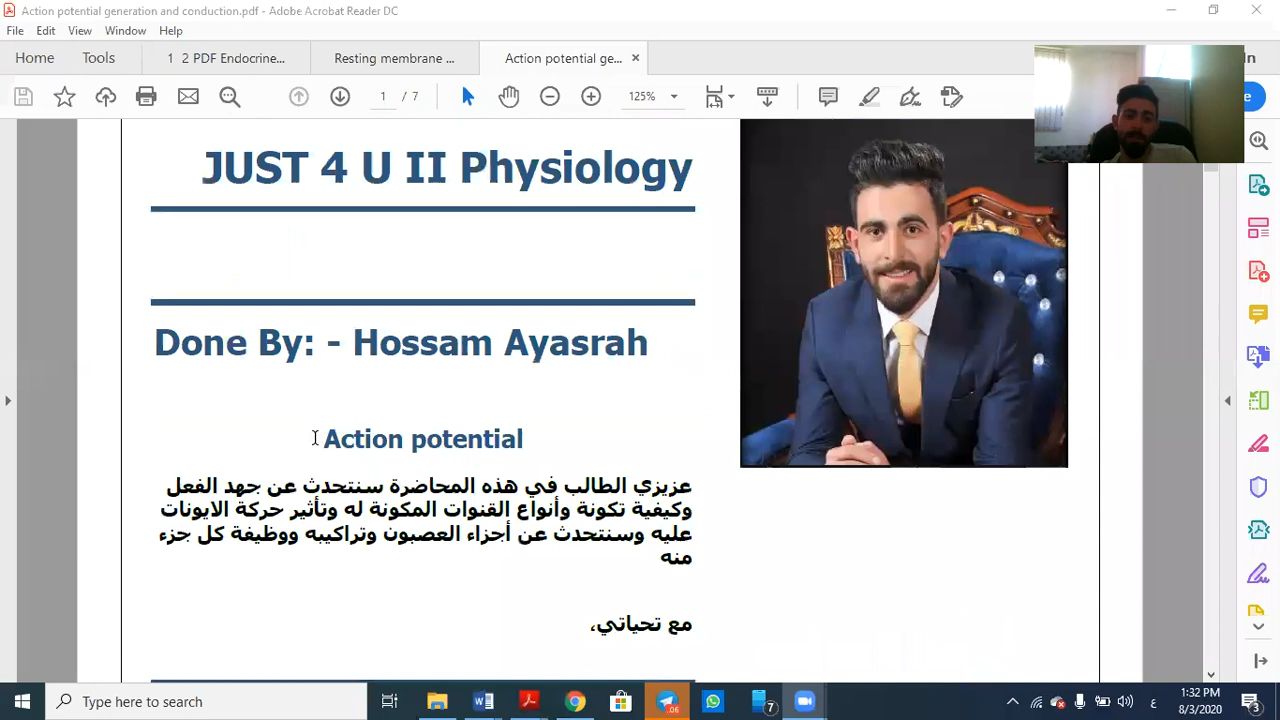 Action potential generation and conduction.pdf - Adobe Acrobat Reader DC
File Edit View Window Help
Home Tools 1 2 PDF Endocrine... Resting membrane ... Action potential ge... ×
1 / 7 125%
JUST 4 U II Physiology
Done By: - Hossam Ayasrah
Action potential
عزيزي الطالب في هذه المحاضرة سنتحدث عن جهد الفعل
وكيفية تكونة وأنواع القنوات المكونة له وتأثير حركة الايونات
عليه وسنتحدث عن أجزاء العصبون وتراكيبه ووظيفة كل جزء
منه
مع تحياتي،
Type here to search
06
7
ع
1:32 PM
8/3/2020
3